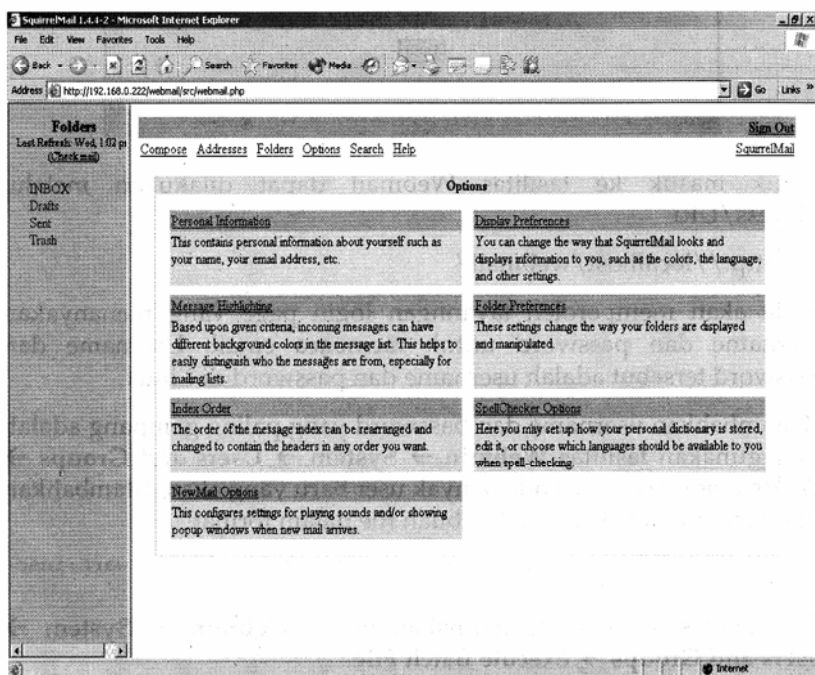 SquirrelMail 1.4.4-2 - Microsoft Internet Explorer
File Edit View Favorites Tools Help
Back Search Favorites Media
Address http://192.168.0.222/webmail/src/webmail.php Go Links »
Folders
Last Refresh: Wed, 1:02 p
(Check mail)
INBOX
Drafts
Sent
Trash
Sign Out
Compose Addresses Folders Options Search Help SquirrelMail
Options
Personal Information
This contains personal information about yourself such as
your name, your email address, etc.
Display Preferences
You can change the way that SquirrelMail looks and
displays information to you, such as the colors, the language,
and other settings.
Message Highlighting
Based upon given criteria, incoming messages can have
different background colors in the message list. This helps to
easily distinguish who the messages are from, especially for
mailing lists.
Folder Preferences
These settings change the way your folders are displayed
and manipulated.
Index Order
The order of the message index can be rearranged and
changed to contain the headers in any order you want.
SpellChecker Options
Here you may set up how your personal dictionary is stored,
edit it, or choose which languages should be available to you
when spell-checking.
NewMail Options
This configures settings for playing sounds and/or showing
popup windows when new mail arrives.
Internet